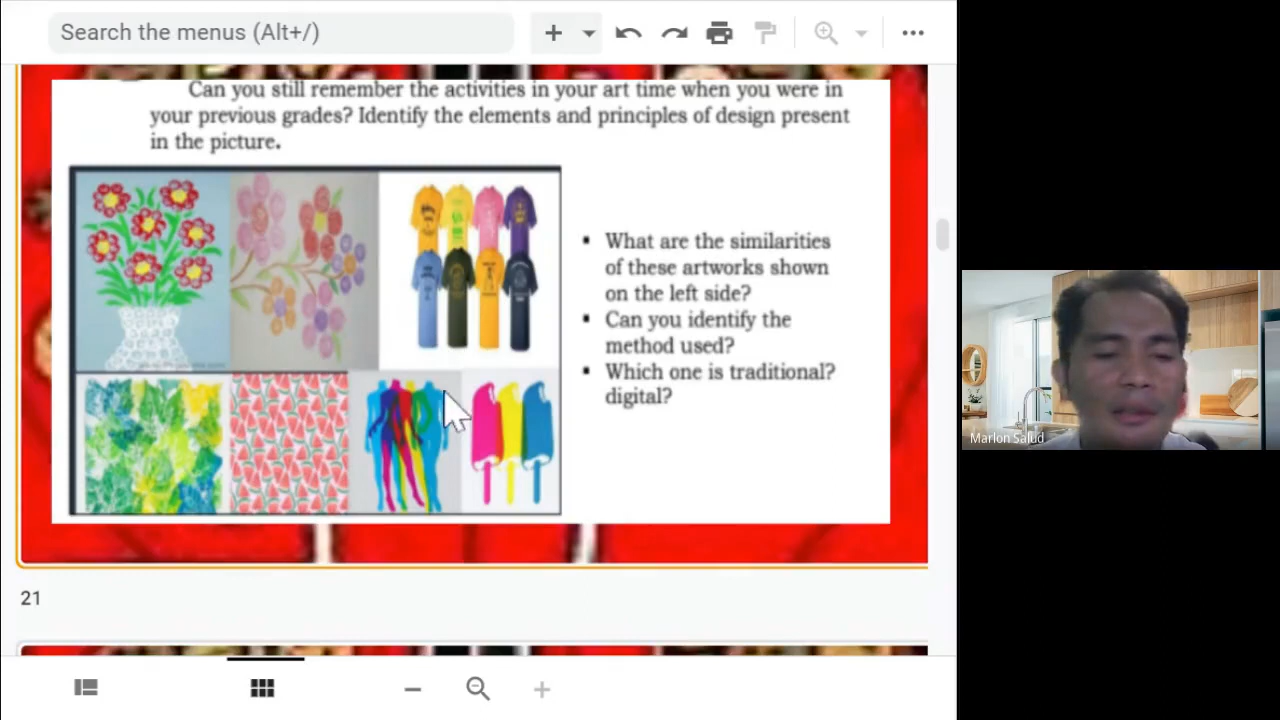 Search the menus (Alt+/)
Can you still remember the activities in your art time when you were in
your previous grades? Identify the elements and principles of design present
in the picture.
▪ What are the similarities
of these artworks shown
on the left side?
▪ Can you identify the
method used?
▪ Which one is traditional?
digital?
Marlon Salud
21